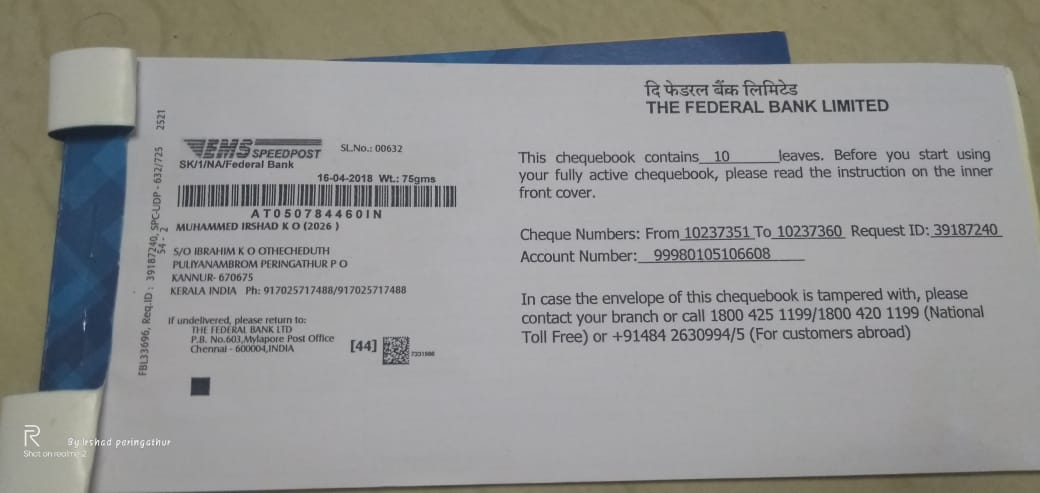 दि फेडरल बैंक लिमिटेड
THE FEDERAL BANK LIMITED
FBL33696, Req.ID : 39187240, SPC-UDP - 632/725 2521
54 - 2
EMS SPEEDPOST SL.No.: 00632
SK/1/NA/Federal Bank
16-04-2018 Wt.: 75gms
AT050784460IN
MUHAMMED IRSHAD K O (2026 )
S/O IBRAHIM K O OTHECHEDUTH
PULIYANAMBROM PERINGATHUR P O
KANNUR- 670675
KERALA INDIA Ph: 917025717488/917025717488
If undelivered, please return to:
THE FEDERAL BANK LTD
P.B. No.603,Mylapore Post Office
Chennai - 600004,INDIA
[44]
This chequebook contains 10 leaves. Before you start using
your fully active chequebook, please read the instruction on the inner
front cover.
Cheque Numbers: From 10237351 To 10237360 Request ID: 39187240
Account Number: 99980105106608
In case the envelope of this chequebook is tampered with, please
contact your branch or call 1800 425 1199/1800 420 1199 (National
Toll Free) or +91484 2630994/5 (For customers abroad)
R
By Irshad peringathur
Shot on realme 2